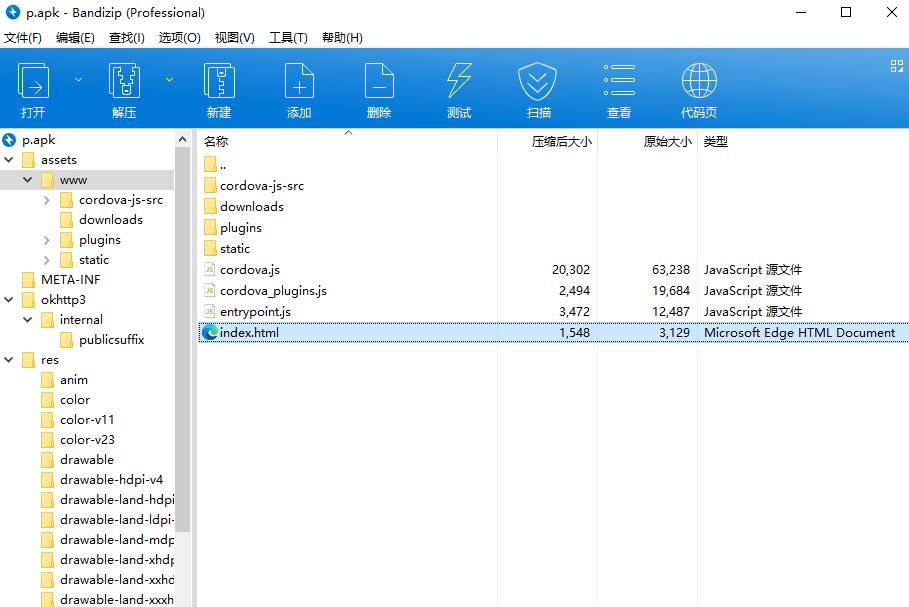 p.apk - Bandizip (Professional)
文件(F) 编辑(E) 查找(I) 选项(O) 视图(V) 工具(T) 帮助(H)
打开 解压 新建 添加 删除 测试 扫描 查看 代码页
p.apk
assets
www
cordova-js-src
downloads
plugins
static
META-INF
okhttp3
internal
publicsuffix
res
anim
color
color-v11
color-v23
drawable
drawable-hdpi-v4
drawable-land-hdpi
drawable-land-ldpi-
drawable-land-mdp
drawable-land-xhdp
drawable-land-xxhd
drawable-land-xxxh
名称 压缩后大小 原始大小 类型
..
cordova-js-src
downloads
plugins
static
cordova.js 20,302 63,238 JavaScript 源文件
cordova_plugins.js 2,494 19,684 JavaScript 源文件
entrypoint.js 3,472 12,487 JavaScript 源文件
index.html 1,548 3,129 Microsoft Edge HTML Document